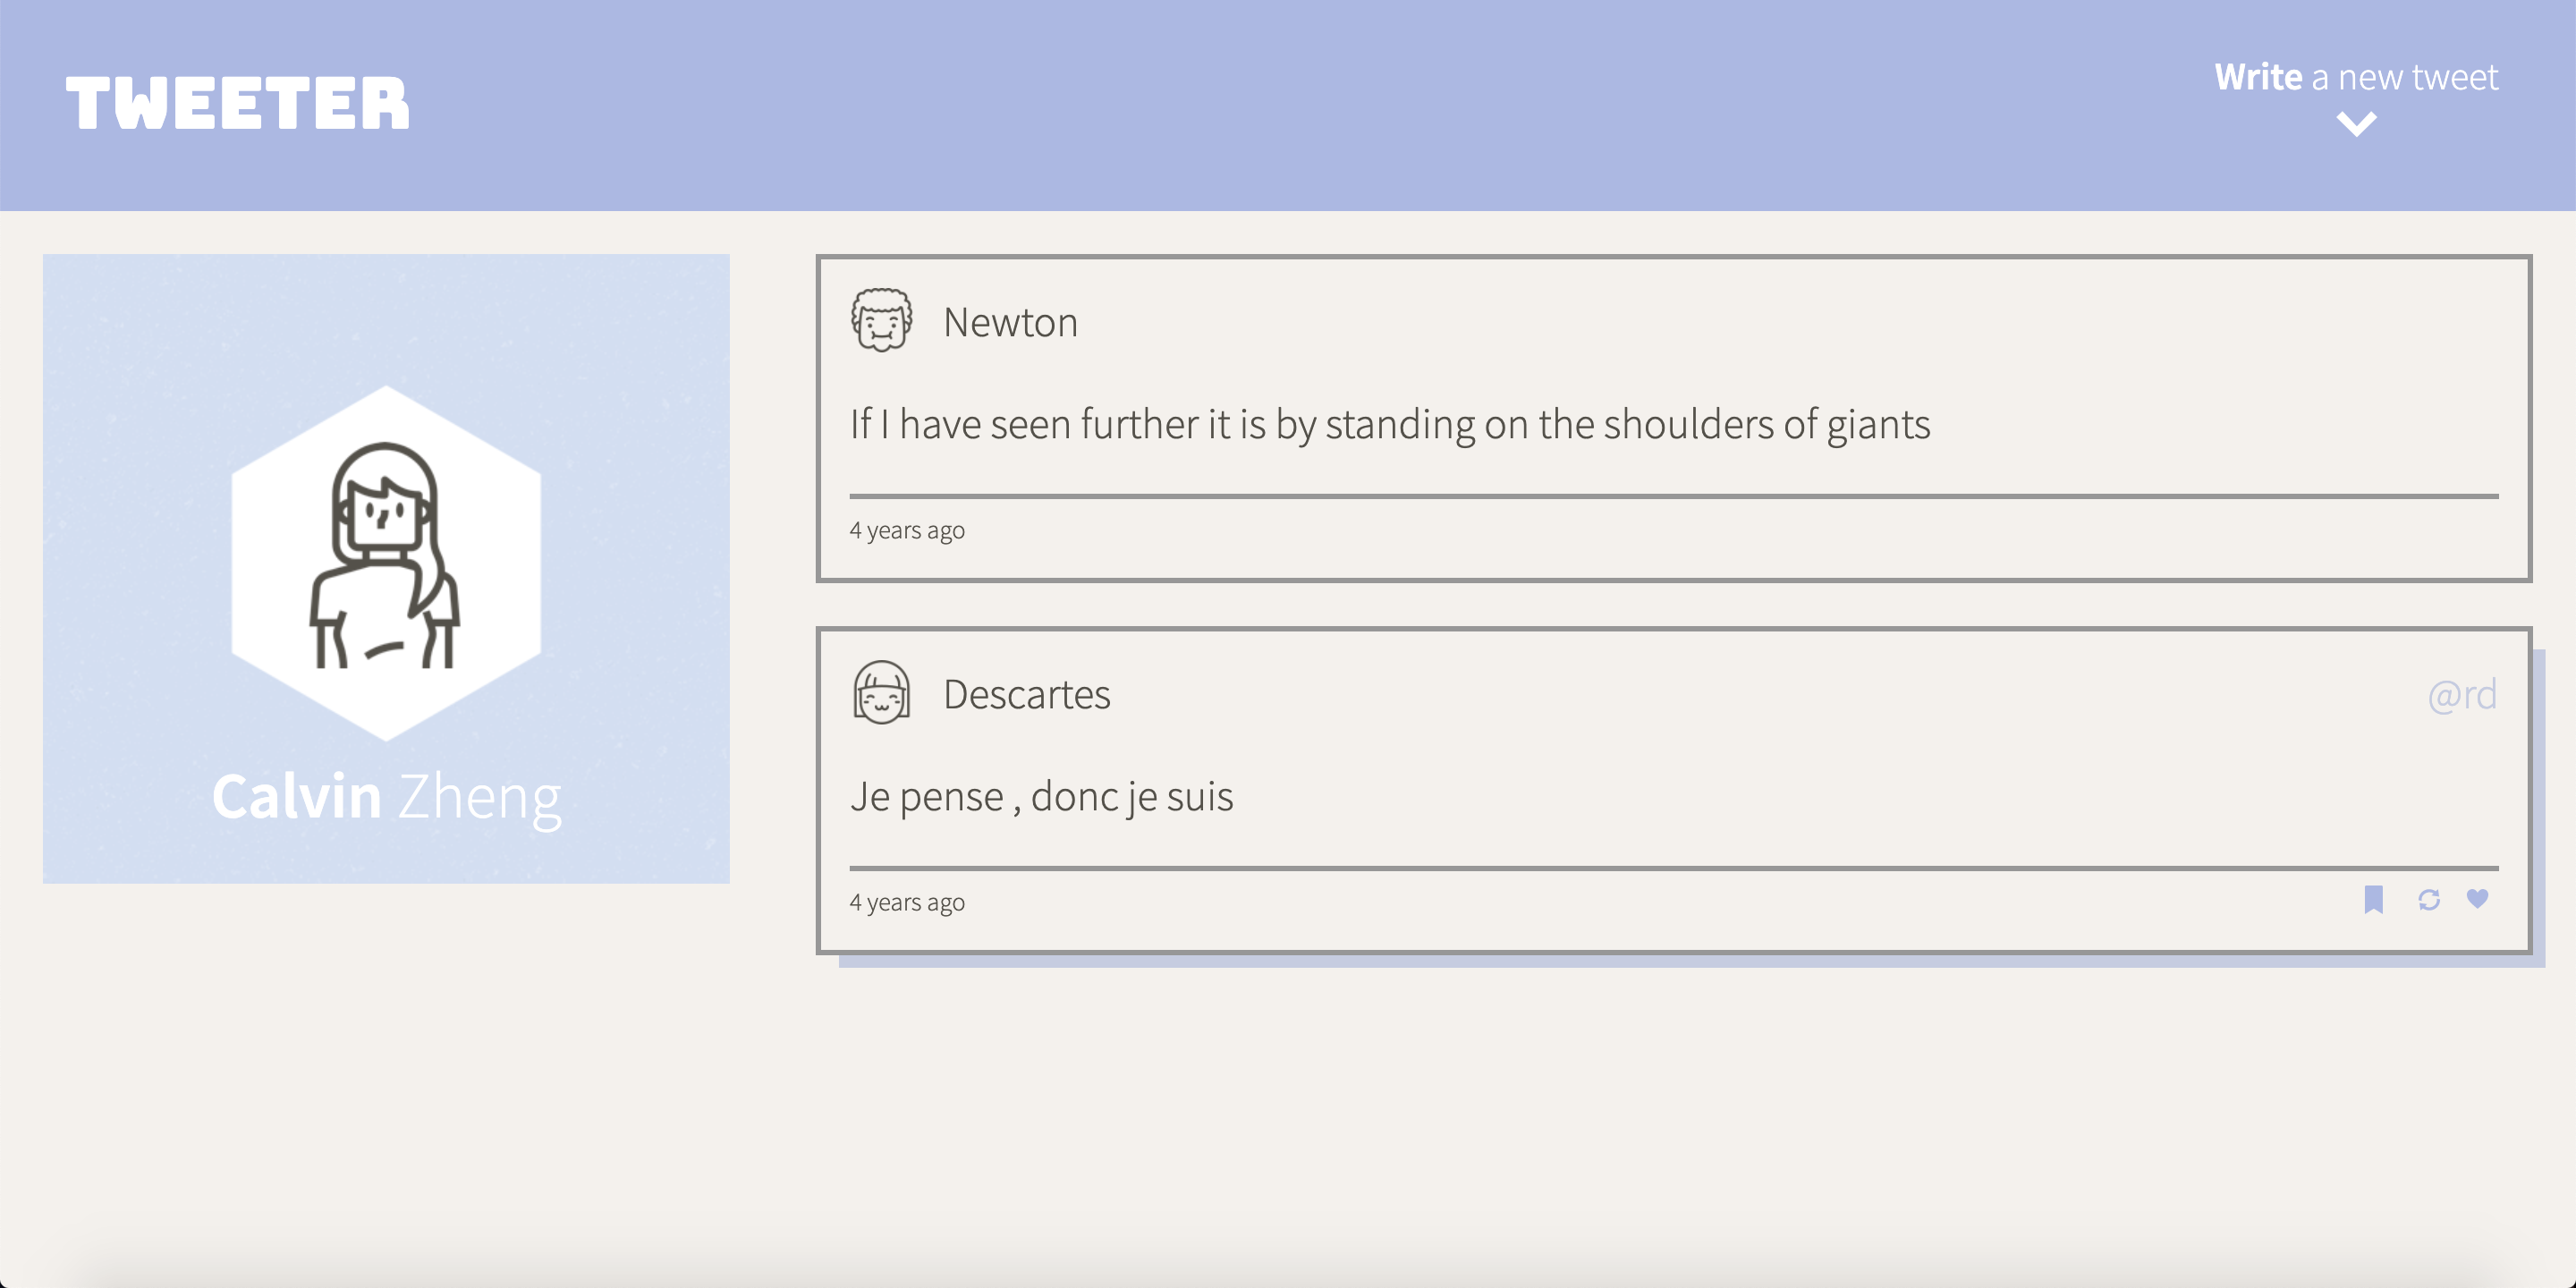 TWEETER
Write a new tweet
Calvin Zheng
Newton
If I have seen further it is by standing on the shoulders of giants
4 years ago
Descartes
@rd
Je pense , donc je suis
4 years ago